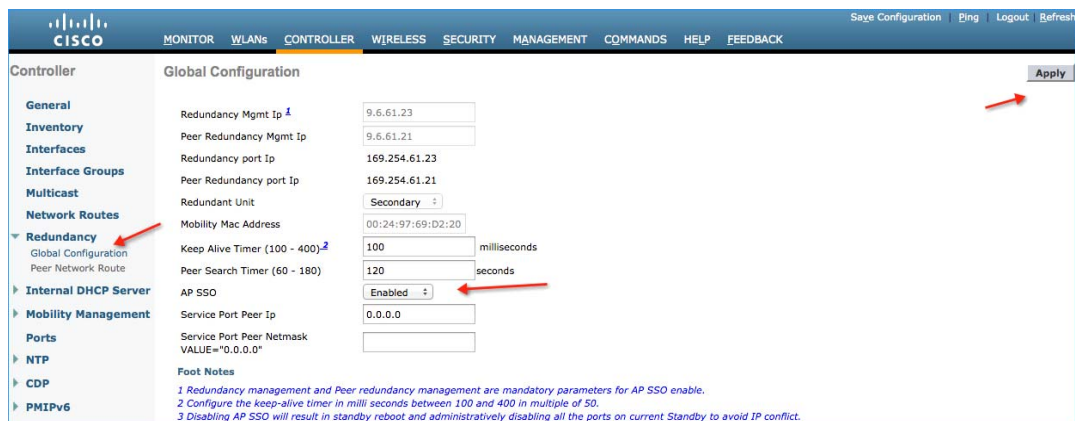 Save Configuration | Ping | Logout | Refresh
CISCO
MONITOR WLANs CONTROLLER WIRELESS SECURITY MANAGEMENT COMMANDS HELP FEEDBACK
Controller
General
Inventory
Interfaces
Interface Groups
Multicast
Network Routes
Redundancy
Global Configuration
Peer Network Route
Internal DHCP Server
Mobility Management
Ports
NTP
CDP
PMIPv6
Global Configuration
Apply
Redundancy Mgmt Ip 1 9.6.61.23
Peer Redundancy Mgmt Ip 9.6.61.21
Redundancy port Ip 169.254.61.23
Peer Redundancy port Ip 169.254.61.21
Redundant Unit Secondary
Mobility Mac Address 00:24:97:69:D2:20
Keep Alive Timer (100 - 400) 2 100 milliseconds
Peer Search Timer (60 - 180) 120 seconds
AP SSO Enabled
Service Port Peer Ip 0.0.0.0
Service Port Peer Netmask
VALUE="0.0.0.0"
Foot Notes
1 Redundancy management and Peer redundancy management are mandatory parameters for AP SSO enable.
2 Configure the keep-alive timer in milli seconds between 100 and 400 in multiple of 50.
3 Disabling AP SSO will result in standby reboot and administratively disabling all the ports on current Standby to avoid IP conflict.